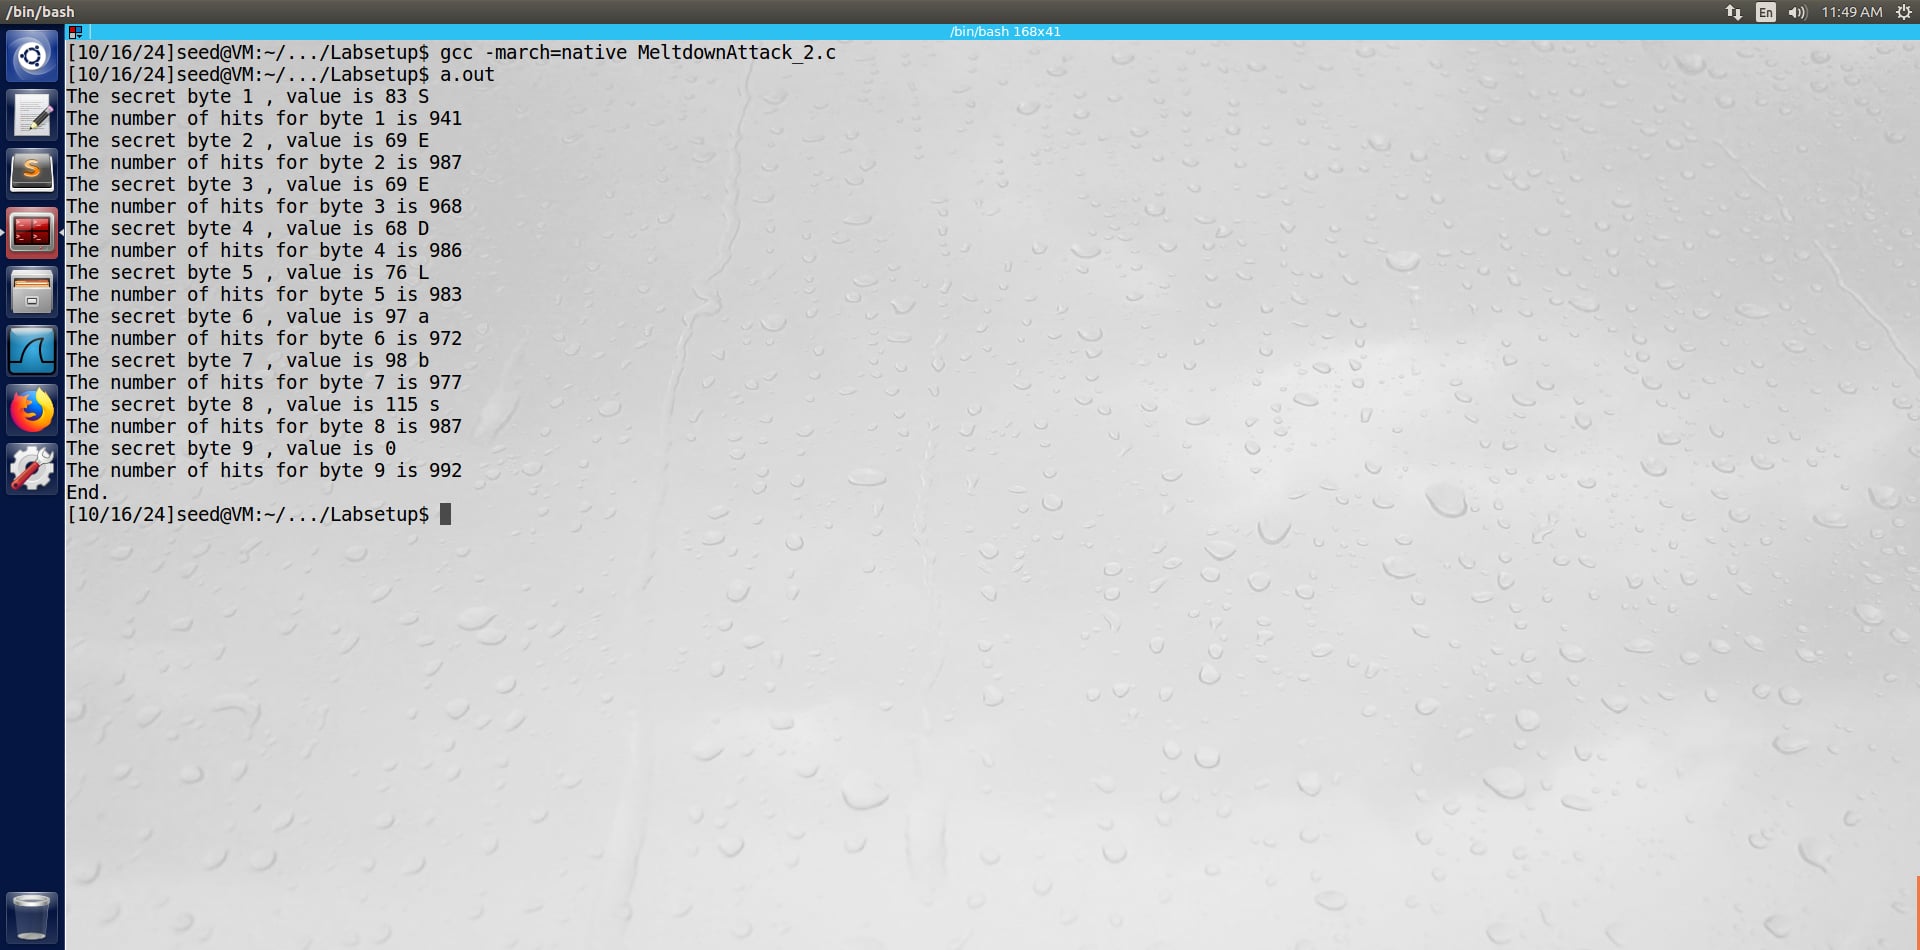 /bin/bash
En
11:49 AM
/bin/bash 168x41
[10/16/24]seed@VM:~/.../Labsetup$ gcc -march=native MeltdownAttack_2.c
[10/16/24]seed@VM:~/.../Labsetup$ a.out
The secret byte 1 , value is 83 S
The number of hits for byte 1 is 941
The secret byte 2 , value is 69 E
The number of hits for byte 2 is 987
The secret byte 3 , value is 69 E
The number of hits for byte 3 is 968
The secret byte 4 , value is 68 D
The number of hits for byte 4 is 986
The secret byte 5 , value is 76 L
The number of hits for byte 5 is 983
The secret byte 6 , value is 97 a
The number of hits for byte 6 is 972
The secret byte 7 , value is 98 b
The number of hits for byte 7 is 977
The secret byte 8 , value is 115 s
The number of hits for byte 8 is 987
The secret byte 9 , value is 0
The number of hits for byte 9 is 992
End.
[10/16/24]seed@VM:~/.../Labsetup$